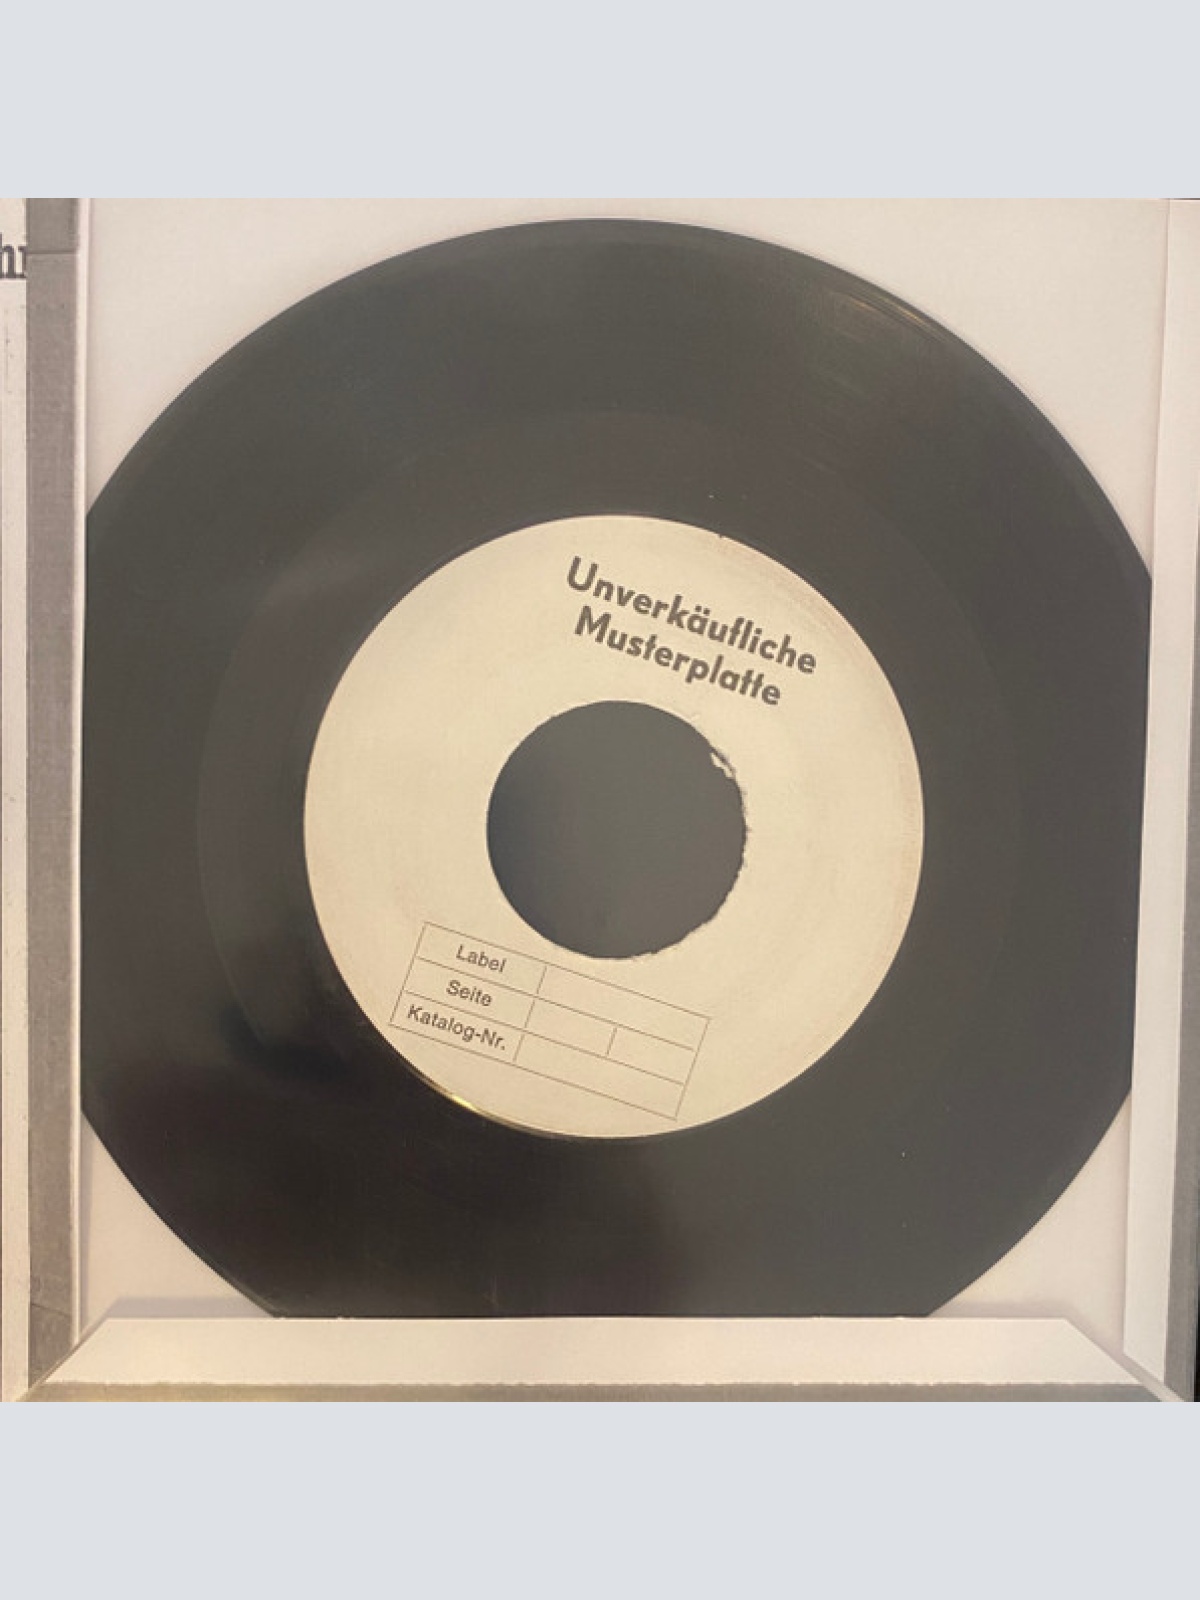 Unverkäufliche
Musterplatte
Label
Seite
Katalog-Nr.